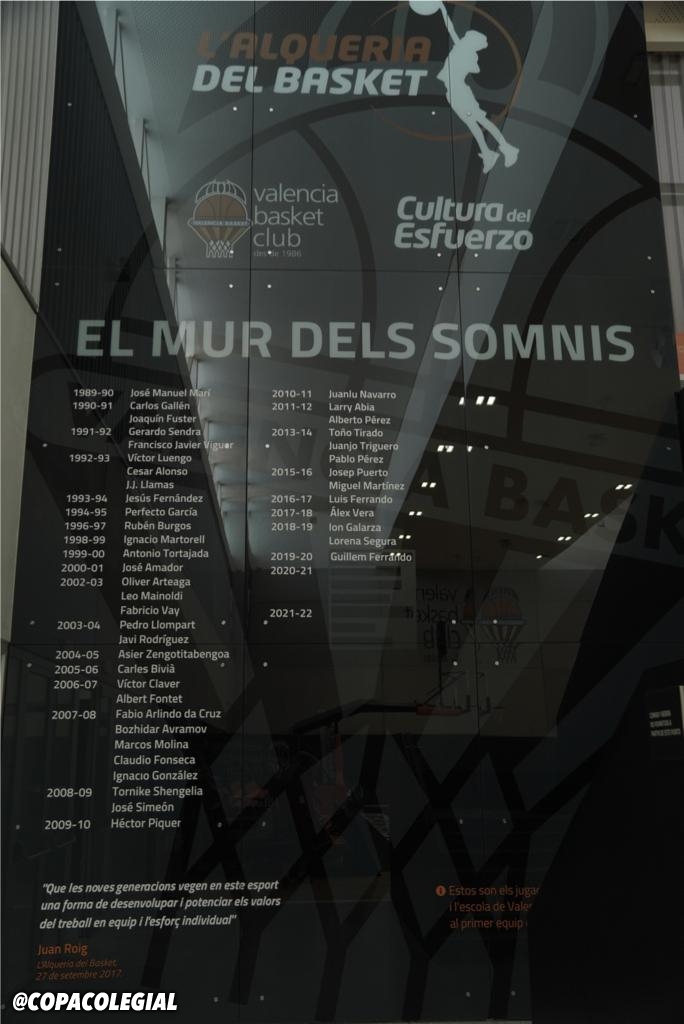 L'ALQUERIA
DEL BASKET
valencia
basket
club
des de 1986
Cultura del
Esfuerzo
EL MUR DELS SOMNIS
1989-90 José Manuel Marí
1990-91 Carlos Gallén
Joaquín Fuster
1991-92 Gerardo Sendra
Francisco Javier Viguer
1992-93 Víctor Luengo
Cesar Alonso
J.J. Llamas
1993-94 Jesús Fernández
1994-95 Perfecto García
1996-97 Rubén Burgos
1998-99 Ignacio Martorell
1999-00 Antonio Tortajada
2000-01 José Amador
2002-03 Oliver Arteaga
Leo Mainoldi
Fabricio Vay
2003-04 Pedro Llompart
Javi Rodríguez
2004-05 Asier Zengotitabengoa
2005-06 Carles Bivià
2006-07 Víctor Claver
Albert Fontet
2007-08 Fabio Arlindo da Cruz
Bozhidar Avramov
Marcos Molina
Claudio Fonseca
Ignacio González
2008-09 Tornike Shengelia
José Simeón
2009-10 Héctor Piquer
2010-11 Juanlu Navarro
2011-12 Larry Abia
Alberto Pérez
2013-14 Toño Tirado
Juanjo Triguero
Pablo Pérez
2015-16 Josep Puerto
Miguel Martínez
2016-17 Luis Ferrando
2017-18 Álex Vera
2018-19 Ion Galarza
Lorena Segura
2019-20 Guillem Ferrando
2020-21
2021-22
valencia
basket
club
"Que les noves generacions vegen en este esport
una forma de desenvolupar i potenciar els valors
del treball en equip i l'esforç individual"
Juan Roig
L'Alqueria del Basket,
27 de setembre 2017.
Estos son els juga
i l'escola de Vale
al primer equip
@COPACOLEGIAL